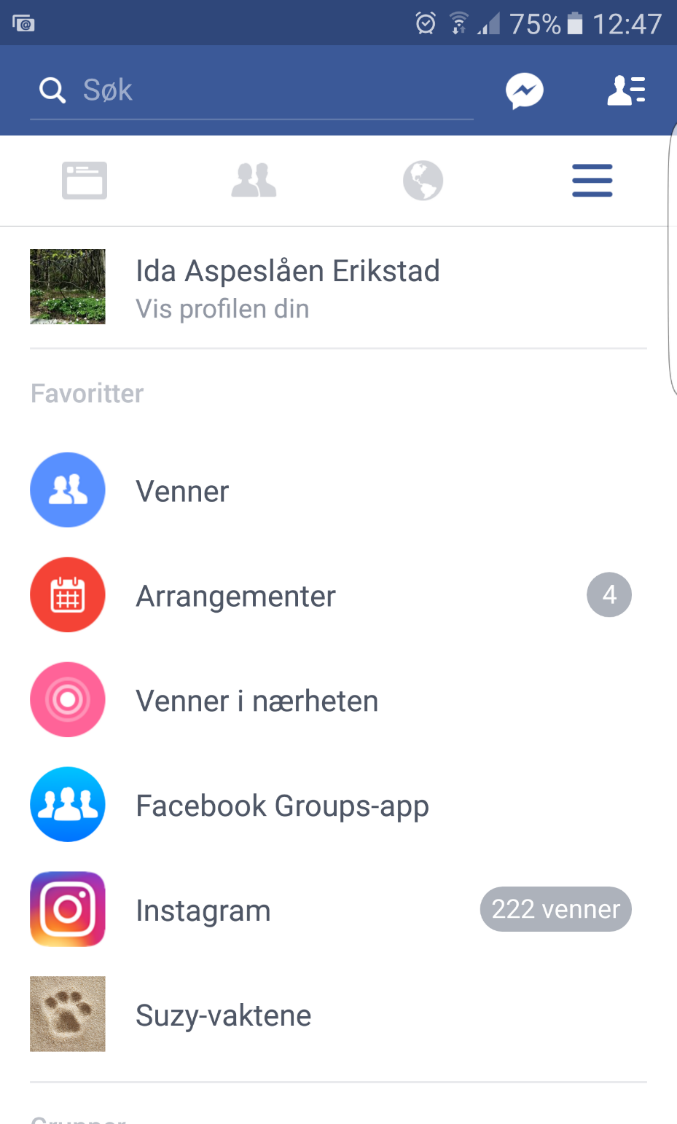 75% 12:47
Søk
Ida Aspeslåen Erikstad
Vis profilen din
Favoritter
Venner
Arrangementer 4
Venner i nærheten
Facebook Groups-app
Instagram 222 venner
Suzy-vaktene